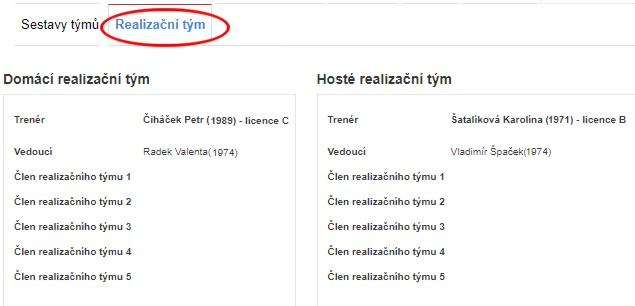 Sestavy týmů Realizační tým
Domácí realizační tým
Trenér Čiháček Petr (1989) - licence C
Vedoucí Radek Valenta(1974)
Člen realizačního týmu 1
Člen realizačního týmu 2
Člen realizačního týmu 3
Člen realizačního týmu 4
Člen realizačního týmu 5
Hosté realizační tým
Trenér Šatalíková Karolína (1971) - licence B
Vedoucí Vladimír Špaček(1974)
Člen realizačního týmu 1
Člen realizačního týmu 2
Člen realizačního týmu 3
Člen realizačního týmu 4
Člen realizačního týmu 5